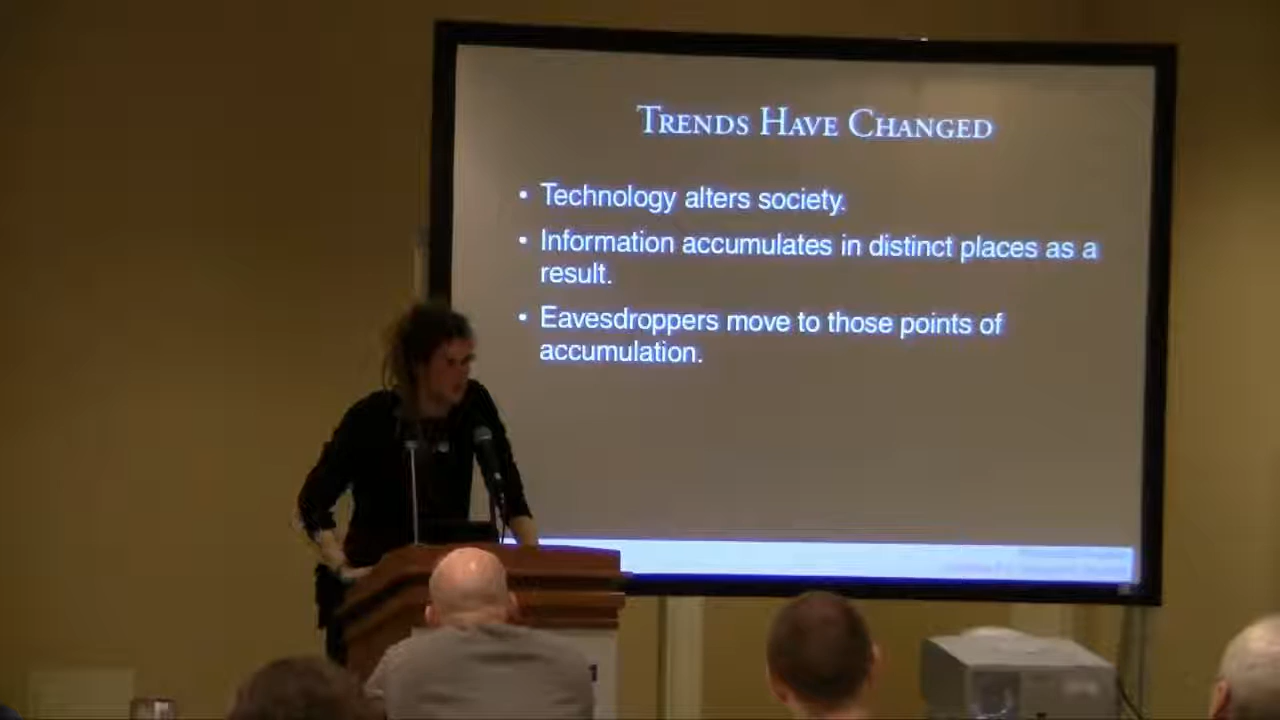 Trends Have Changed
• Technology alters society.
• Information accumulates in distinct places as a
result.
• Eavesdroppers move to those points of
accumulation.